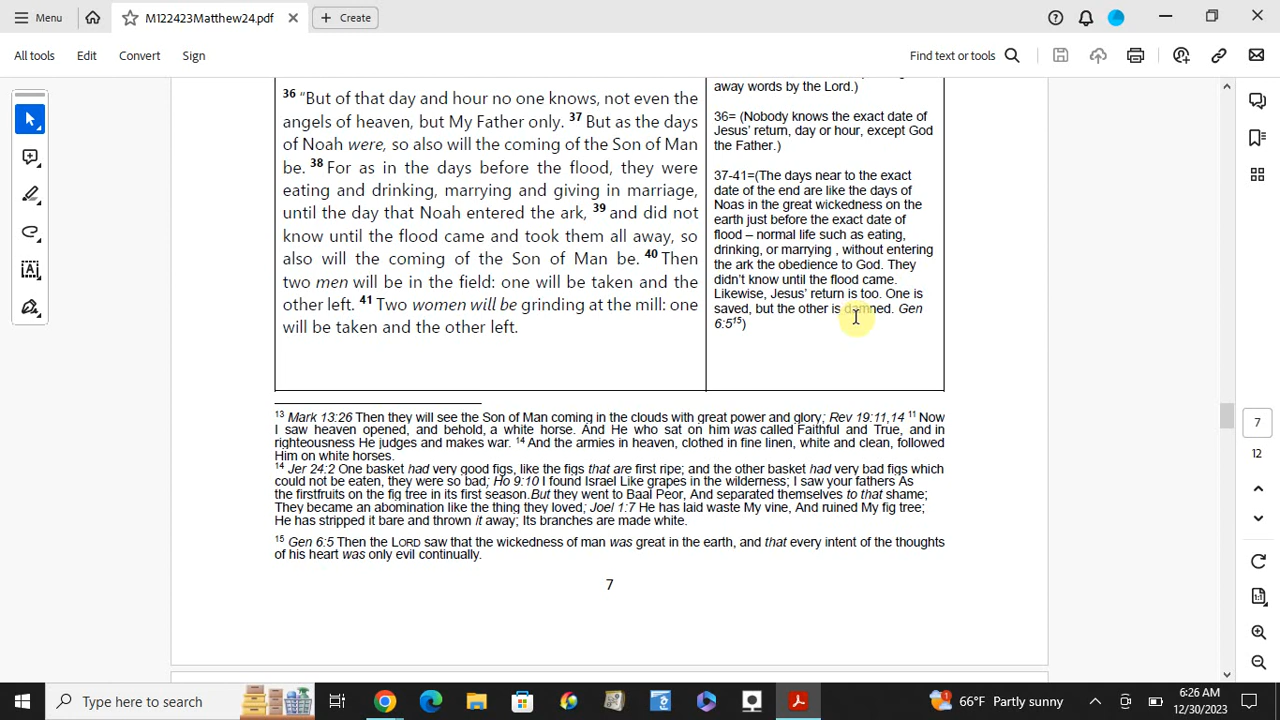 Menu
M122423Matthew24.pdf
Create
All tools
Edit
Convert
Sign
Find text or tools
36 “But of that day and hour no one knows, not even the
angels of heaven, but My Father only. 37 But as the days
of Noah were, so also will the coming of the Son of Man
be. 38 For as in the days before the flood, they were
eating and drinking, marrying and giving in marriage,
until the day that Noah entered the ark, 39 and did not
know until the flood came and took them all away, so
also will the coming of the Son of Man be. 40 Then
two men will be in the field: one will be taken and the
other left. 41 Two women will be grinding at the mill: one
will be taken and the other left.
away words by the Lord.)
36= (Nobody knows the exact date of
Jesus’ return, day or hour, except God
the Father.)
37-41=(The days near to the exact
date of the end are like the days of
Noas in the great wickedness on the
earth just before the exact date of
flood – normal life such as eating,
drinking, or marrying , without entering
the ark the obedience to God. They
didn’t know until the flood came.
Likewise, Jesus’ return is too. One is
saved, but the other is damned. Gen
6:5 15)
13 Mark 13:26 Then they will see the Son of Man coming in the clouds with great power and glory; Rev 19:11,14 11 Now
I saw heaven opened, and behold, a white horse. And He who sat on him was called Faithful and True, and in
righteousness He judges and makes war. 14 And the armies in heaven, clothed in fine linen, white and clean, followed
Him on white horses.
14 Jer 24:2 One basket had very good figs, like the figs that are first ripe; and the other basket had very bad figs which
could not be eaten, they were so bad; Ho 9:10 I found Israel Like grapes in the wilderness; I saw your fathers As
the firstfruits on the fig tree in its first season.But they went to Baal Peor, And separated themselves to that shame;
They became an abomination like the thing they loved; Joel 1:7 He has laid waste My vine, And ruined My fig tree;
He has stripped it bare and thrown it away; Its branches are made white.
15 Gen 6:5 Then the LORD saw that the wickedness of man was great in the earth, and that every intent of the thoughts
of his heart was only evil continually.
7
7
12
Type here to search
66°F Partly sunny
6:26 AM
12/30/2023